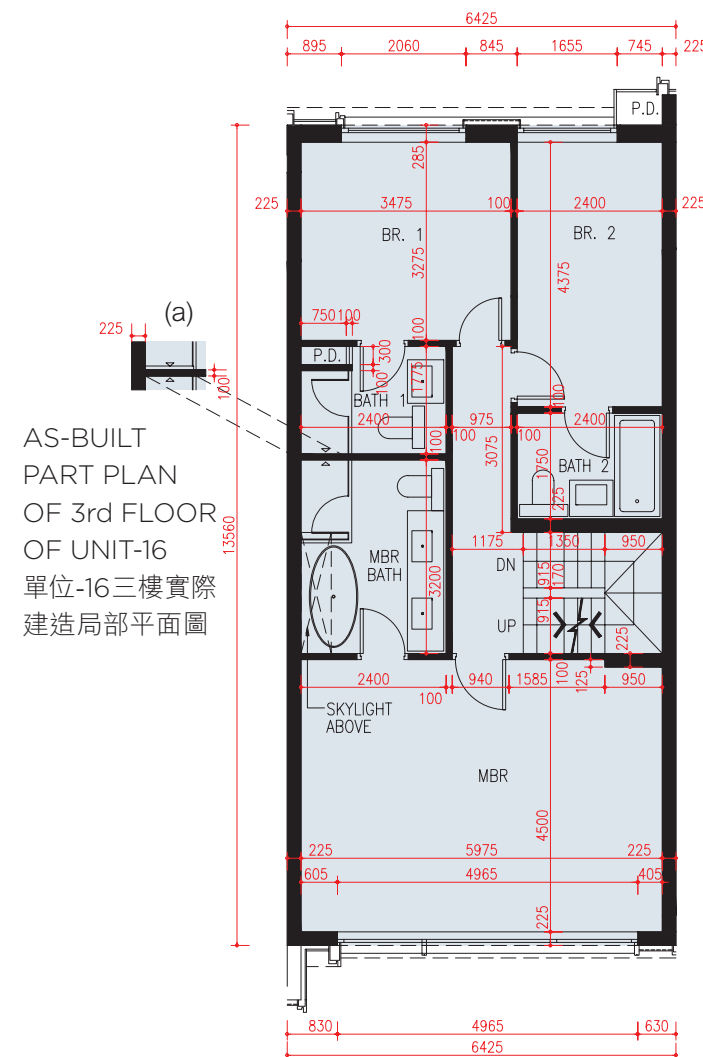 6425
895 2060 845 1655 745 225
P.D.
285
225 3475 100 2400 225
BR. 1 BR. 2
3275
4375
(a)
225
750 100
100
P.D.
300
100
1775
100
BATH 1
100
2400 975 2400
100 100 100
3075
1750
BATH 2
225
AS-BUILT
PART PLAN
OF 3rd FLOOR
OF UNIT-16
單位-16三樓實際
建造局部平面圖
13560
1175 350 950
MBR
BATH
3200
DN
915
170
915
UP
225
100
125
2400 940 1585 950
100
SKYLIGHT
ABOVE
MBR
4500
225 5975 225
605 4965 405
225
830 4965 630
6425